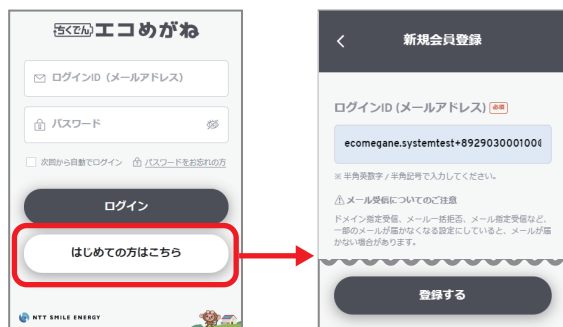 ちくでん エコめがね
ログインID（メールアドレス）
パスワード
次回から自動でログイン パスワードをお忘れの方
ログイン
はじめての方はこちら
NTT SMILE ENERGY
新規会員登録
ログインID (メールアドレス) 必須
ecomegane.systemtest+892903000100
※ 半角英数字 / 半角記号で入力してください。
メール受信についてのご注意
ドメイン指定受信、メール一括拒否、メール指定受信など、
一部のメールが届かなくなる設定にしていると、メールが届
かない場合があります。
登録する